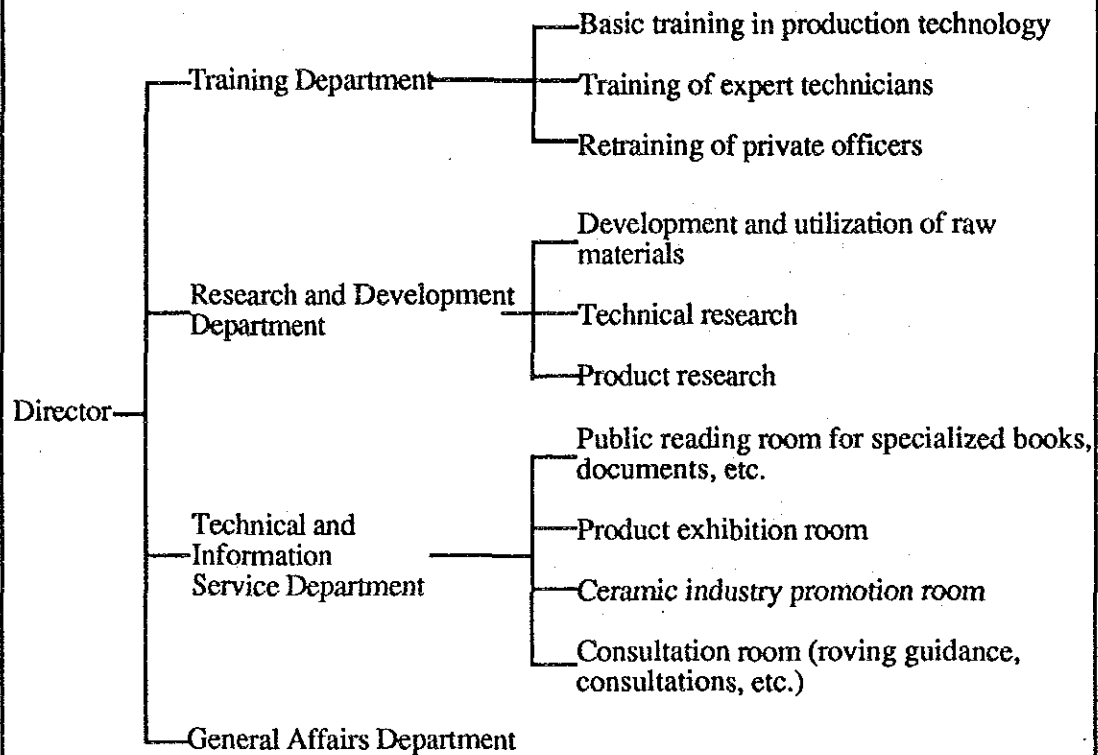 Basic training in production technology
Training Department
Training of expert technicians
Retraining of private officers
Development and utilization of raw
materials
Research and Development
Department
Technical research
Product research
Director
Public reading room for specialized books,
documents, etc.
Technical and
Information
Service Department
Product exhibition room
Ceramic industry promotion room
Consultation room (roving guidance,
consultations, etc.)
General Affairs Department